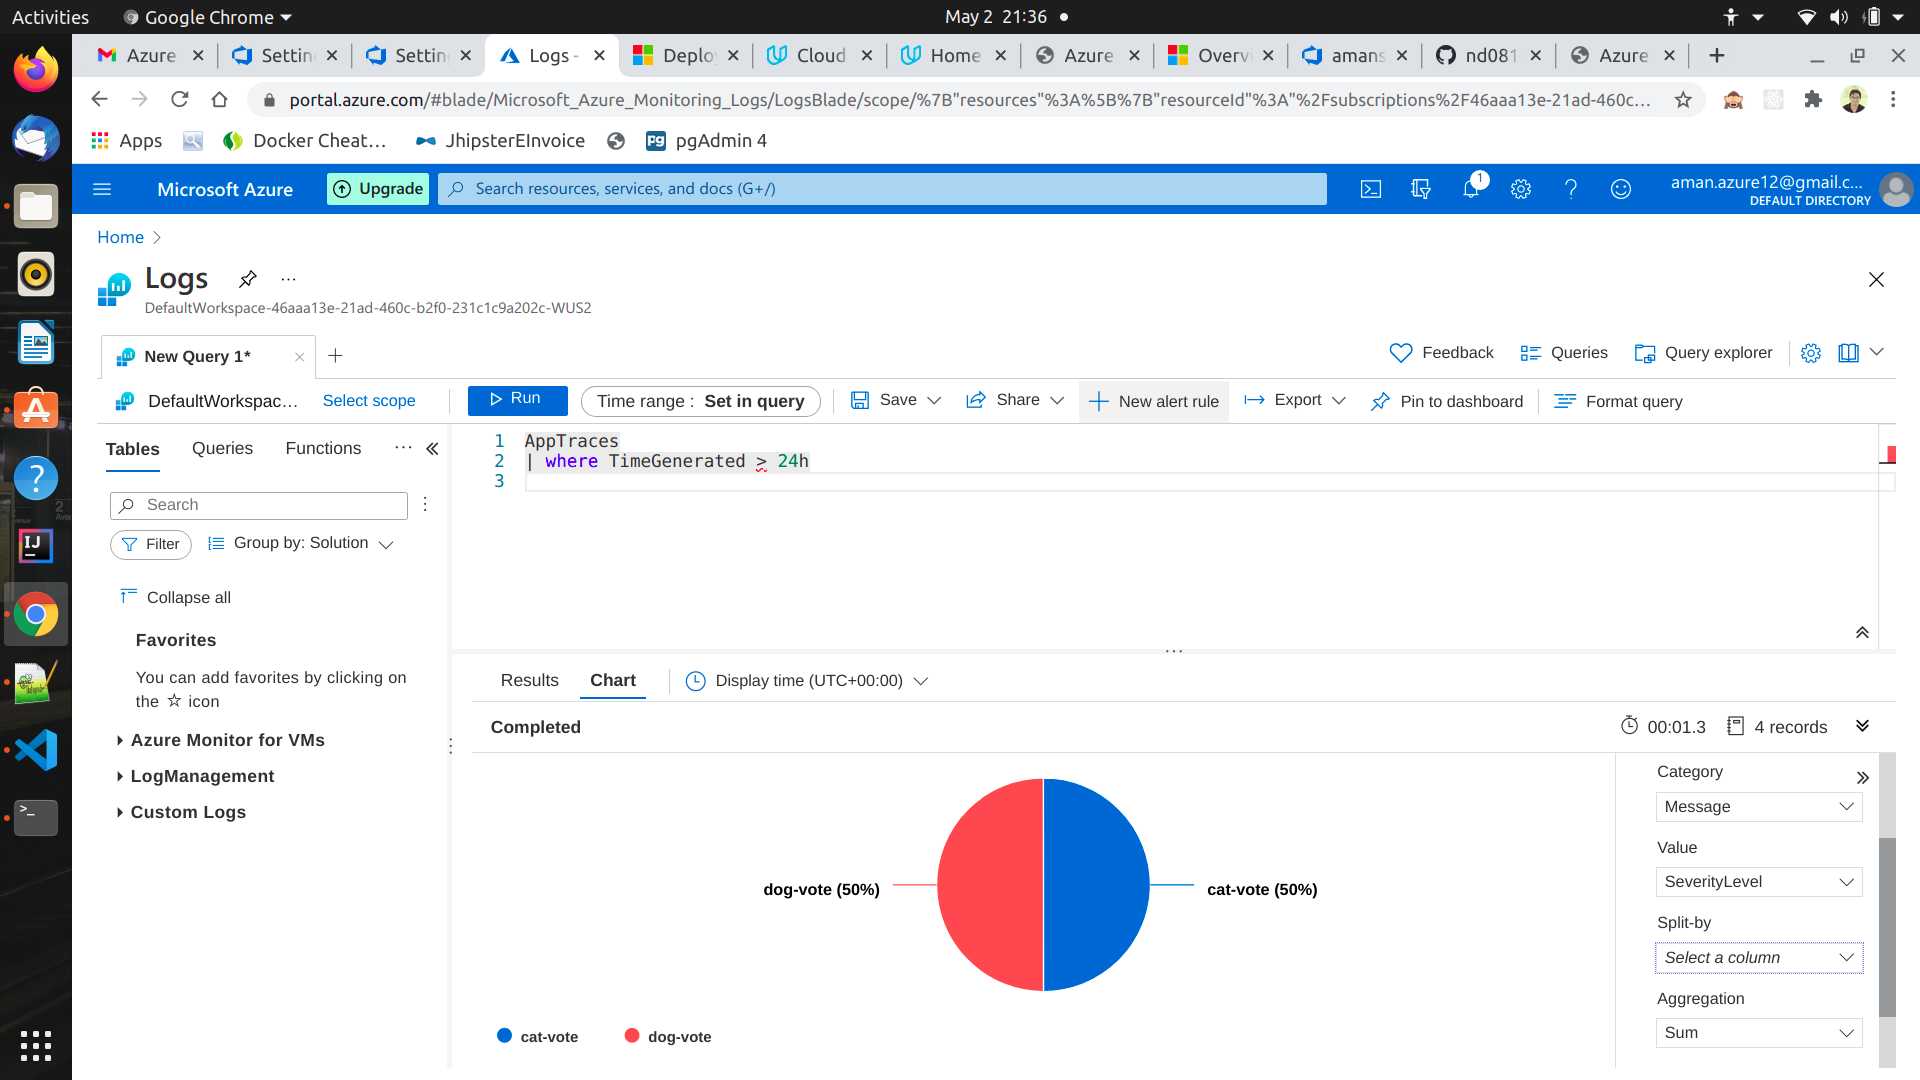 Activities
Google Chrome
May 2 21:36
Azure
Settin
Settin
Logs -
Deplo
Cloud
Home
Azure
Overvi
amans
nd081
Azure
portal.azure.com/#blade/Microsoft_Azure_Monitoring_Logs/LogsBlade/scope/%7B"resources"%3A%5B%7B"resourceId"%3A"%2Fsubscriptions%2F46aaa13e-21ad-460c...
Apps
Docker Cheat...
JhipsterEInvoice
pgAdmin 4
Microsoft Azure
Upgrade
Search resources, services, and docs (G+/)
1
aman.azure12@gmail.c...
DEFAULT DIRECTORY
Home
Logs
DefaultWorkspace-46aaa13e-21ad-460c-b2f0-231c1c9a202c-WUS2
New Query 1*
Feedback
Queries
Query explorer
DefaultWorkspac...
Select scope
Run
Time range : Set in query
Save
Share
New alert rule
Export
Pin to dashboard
Format query
Tables
Queries
Functions
1 AppTraces
2 | where TimeGenerated > 24h
3
Search
Filter
Group by: Solution
Collapse all
Favorites
You can add favorites by clicking on
the ☆ icon
Azure Monitor for VMs
LogManagement
Custom Logs
Results
Chart
Display time (UTC+00:00)
Completed
00:01.3
4 records
dog-vote (50%)
cat-vote (50%)
cat-vote
dog-vote
Category
Message
Value
SeverityLevel
Split-by
Select a column
Aggregation
Sum